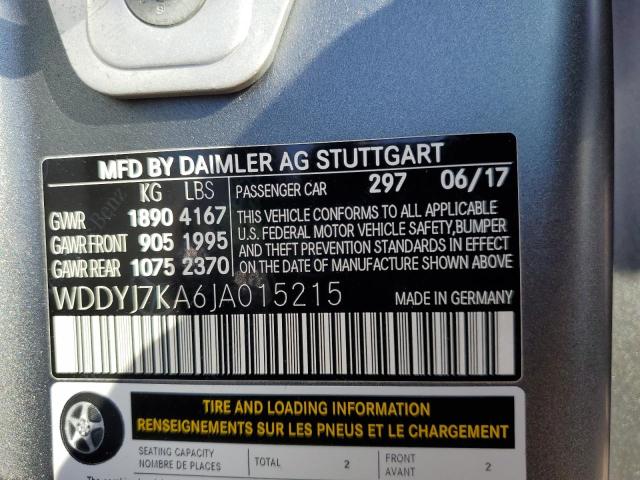 MFD BY DAIMLER AG STUTTGART
KG LBS PASSENGER CAR 297 06/17
GVWR 1890 4167 THIS VEHICLE CONFORMS TO ALL APPLICABLE
U.S. FEDERAL MOTOR VEHICLE SAFETY,BUMPER
GAWR FRONT 905 1995 AND THEFT PREVENTION STANDARDS IN EFFECT
GAWR REAR 1075 2370 ON THE DATE OF MANUFACTURE SHOWN ABOVE.
WDDYJ7KA6JA015215 MADE IN GERMANY
TIRE AND LOADING INFORMATION
RENSEIGNEMENTS SUR LES PNEUS ET LE CHARGEMENT
SEATING CAPACITY TOTAL 2 FRONT 2
NOMBRE DE PLACES AVANT